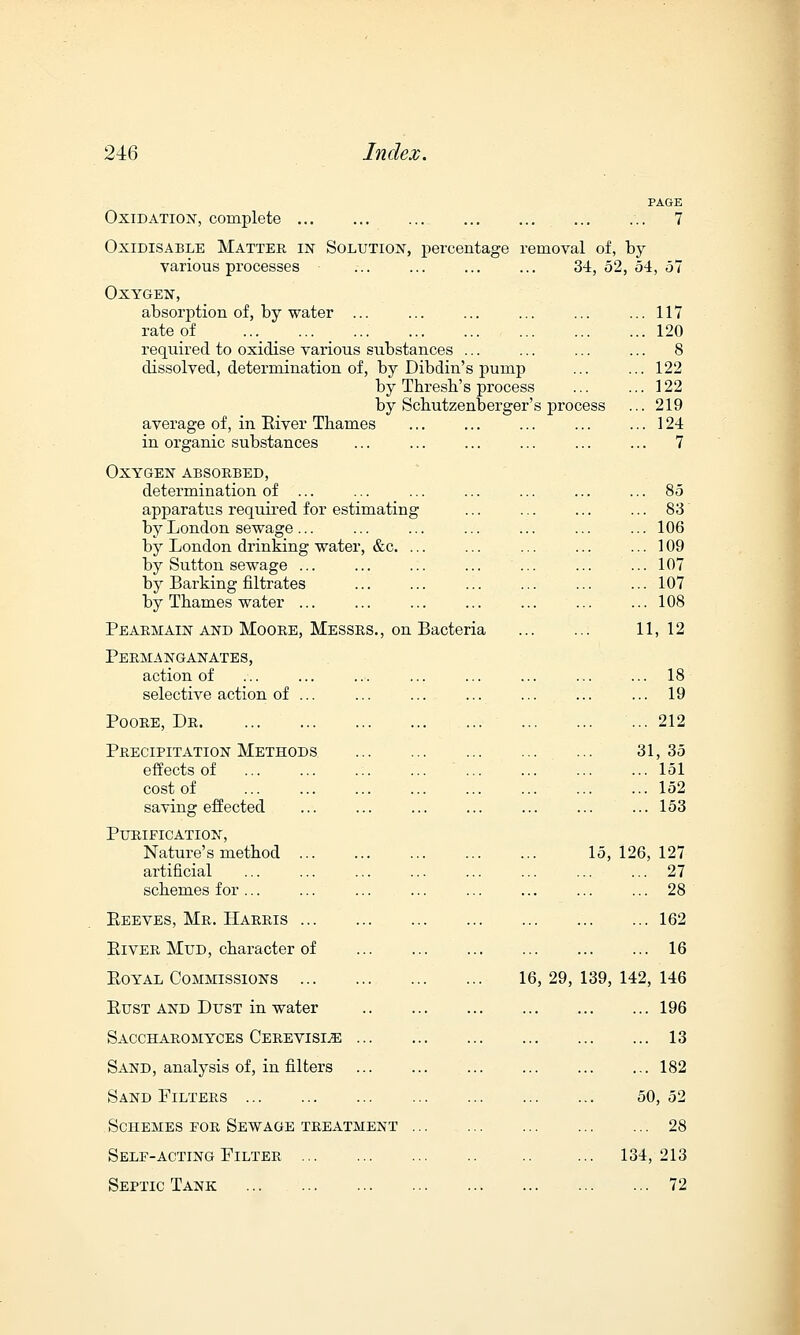 246 Index.
PAGE
Oxidation, complete ... ... ... ... ... ... ... 7
Oxidisable Matter in Solution, percentage removal of, by
various processes ... ... ... ... 34, 52, 54, 57
Oxygen,
absorption of, by water ... ... ... ... ... ... 117
rate of ... ... ... ... ... ... ... ... 120
required to oxidise various substances ... ... ... ... 8
dissolved, determination of, by Dibdin's pump ... ... 122
by Thresh's process ... ... 122
by Schutzenberger's process ... 219
average of, in River Thames ... ... ... ... ... 124
in organic substances ... ... ... ... ... ... 7
Oxygen absorbed,
determination of ... ... ... ... ... ... ... 85
apparatus required for estimating ... ... ... ... 83
by London sewage ... ... ... ... ... ... ... 106
by London drinking water, &c. ... ... ... ... ... 109
by Sutton sewage ... ... ... ... ... ... ... 107
by Barking filtrates ... ... ... ... ... ... 107
by Thames water ... ... ... ... ... ... ... 108
Pearmain and Moore, Messrs., on Bacteria ... ... 11, 12
Permanganates,
action of ... ... ... ... ... ... ... ... 18
selective action of ... ... ... ... ... ... ... 19
Poore, Dr. ... ... ... ... ... ... ... ... 212
Precipitation Methods ... ... ... ... ... 31, 35
effects of ... ... ... ... ... ... ... ... 151
cost of ... ... ... ... ... ... ... ... 152
saving effected ... ... ... ... ... ... ... 153
Purification,
Nature's method ... ... ... ... ... 15, 126, 127
artificial ... ... ... ... ... ... ... ... 27
schemes for ... ... ... ... ... ... ... ... 28
Reeves, Mr. Harris ... ... ... ... ... ... ... 162
River Mud, character of ... ... ... ... ... ... 16
Royal Commissions ... ... ... ... 16, 29, 139, 142, 146
Rust and Dust in water .. ... ... ... ... ... 196
Saccharomyces Cerevisiæ ... ... ... ... ... ... 13
Sand, analysis of, in filters ... ... ... ... ... ... 182
Sand Filters ... ... ... ... ... ... ... 50, 52
Schemes for Sewage treatment ... ... ... ... ... 28
Self-acting Filter ... ... ... .. .. ... 134, 213
Septic Tank ... ... ... ... ... ... ... ... 72